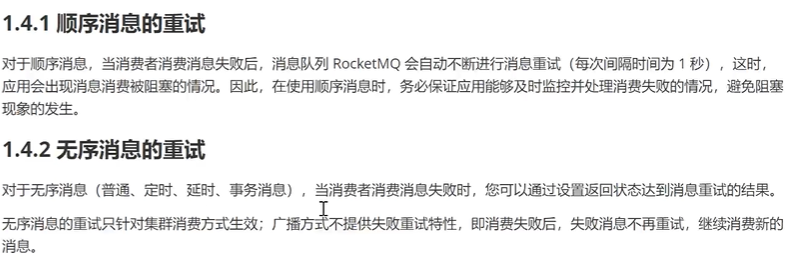 1.4.1 顺序消息的重试
对于顺序消息，当消费者消费消息失败后，消息队列 RocketMQ 会自动不断进行消息重试（每次间隔时间为 1 秒），这时，
应用会出现消息消费被阻塞的情况。因此，在使用顺序消息时，务必保证应用能够及时监控并处理消费失败的情况，避免阻塞
现象的发生。
1.4.2 无序消息的重试
对于无序消息（普通、定时、延时、事务消息），当消费者消费消息失败时，您可以通过设置返回状态达到消息重试的结果。
无序消息的重试只针对集群消费方式生效；广播方式不提供失败重试特性，即消费失败后，失败消息不再重试，继续消费新的
消息。